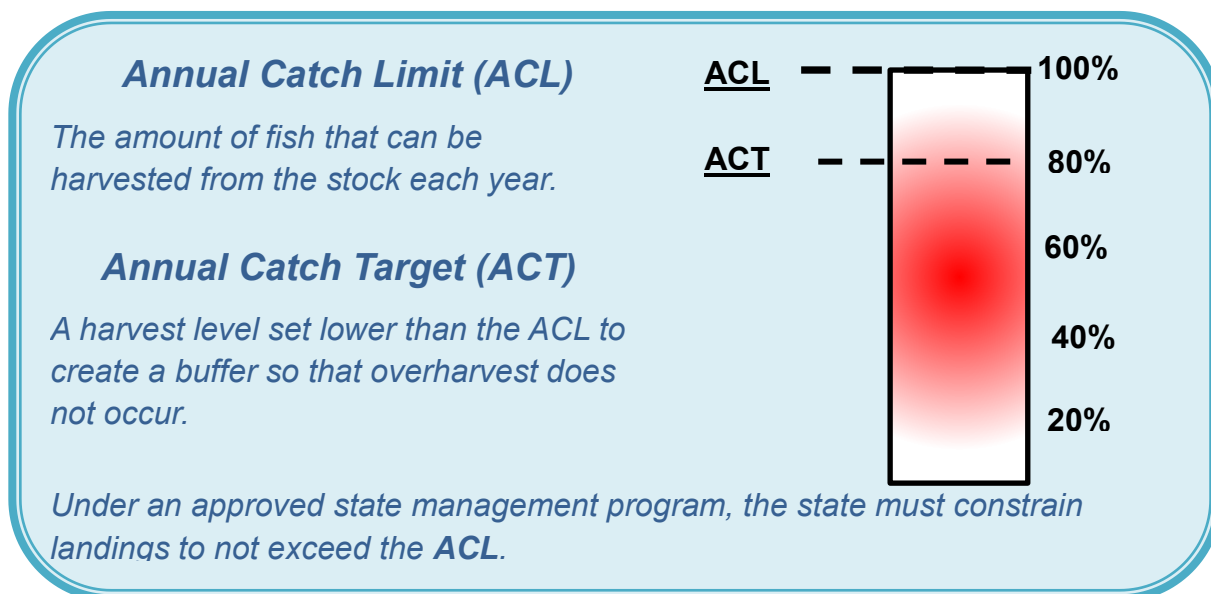 Annual Catch Limit (ACL)
The amount of fish that can be
harvested from the stock each year.
Annual Catch Target (ACT)
A harvest level set lower than the ACL to
create a buffer so that overharvest does
not occur.
Under an approved state management program, the state must constrain
landings to not exceed the ACL.
ACL 100%
ACT 80%
60%
40%
20%